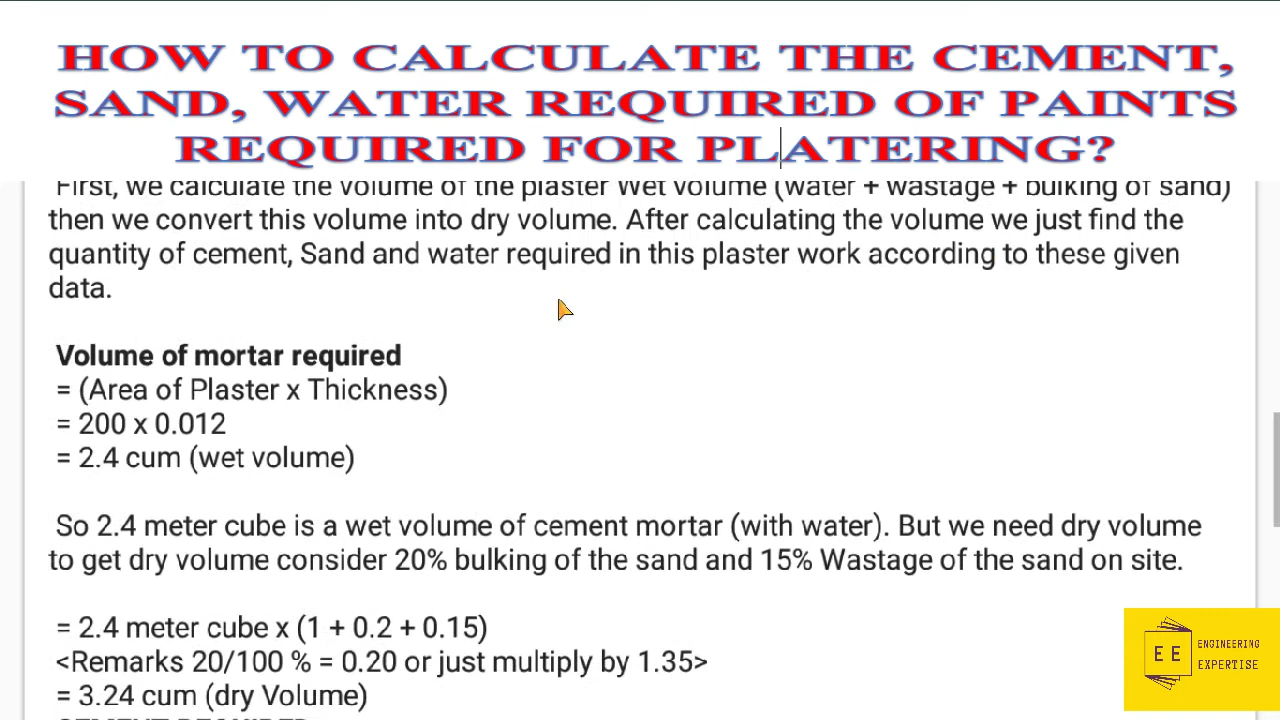 HOW TO CALCULATE THE CEMENT,
SAND, WATER REQUIRED OF PAINTS
REQUIRED FOR PLATERING?
First, we calculate the volume of the plaster Wet volume (water + wastage + bulking of sand)
then we convert this volume into dry volume. After calculating the volume we just find the
quantity of cement, Sand and water required in this plaster work according to these given
data.
Volume of mortar required
= (Area of Plaster x Thickness)
= 200 x 0.012
= 2.4 cum (wet volume)
So 2.4 meter cube is a wet volume of cement mortar (with water). But we need dry volume
to get dry volume consider 20% bulking of the sand and 15% Wastage of the sand on site.
= 2.4 meter cube x (1 + 0.2 + 0.15)
<Remarks 20/100 % = 0.20 or just multiply by 1.35>
= 3.24 cum (dry Volume)
E E
ENGINEERING
EXPERTISE